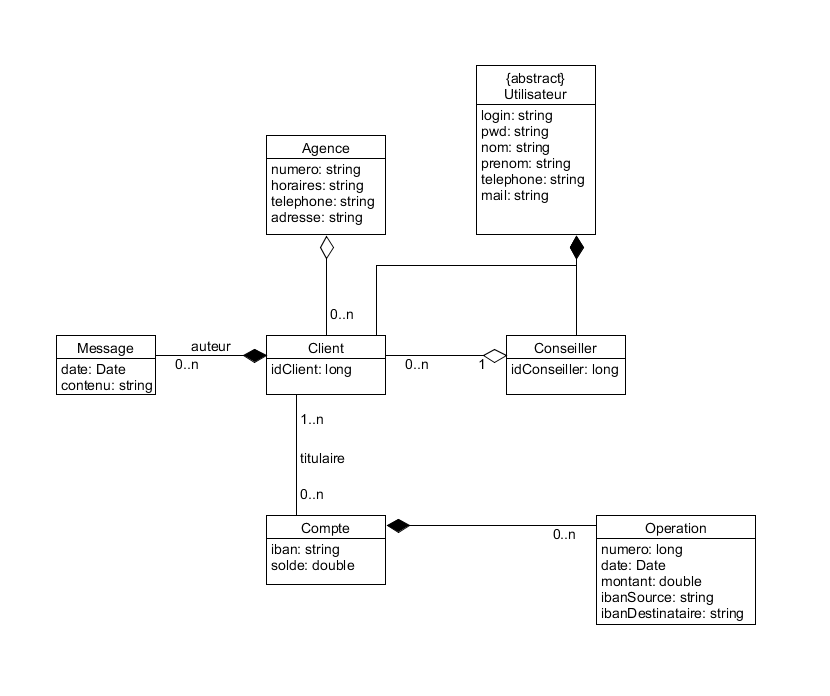 {abstract}
Utilisateur
login: string
pwd: string
nom: string
prenom: string
telephone: string
mail: string
Agence
numero: string
horaires: string
telephone: string
adresse: string
0..n
Message
date: Date
contenu: string
auteur
0..n
Client
idClient: long
0..n
1
Conseiller
idConseiller: long
1..n
titulaire
0..n
Compte
iban: string
solde: double
0..n
Operation
numero: long
date: Date
montant: double
ibanSource: string
ibanDestinataire: string